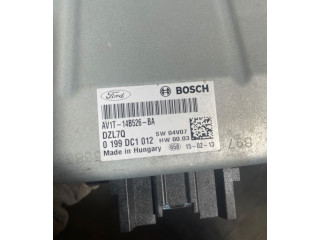 Ford BOSCH
AV1T-14B526-BA
DZL7Q SW 04V07
0 199 DC1 012 HW 00.03
Made in Hungary 658 15-02-13